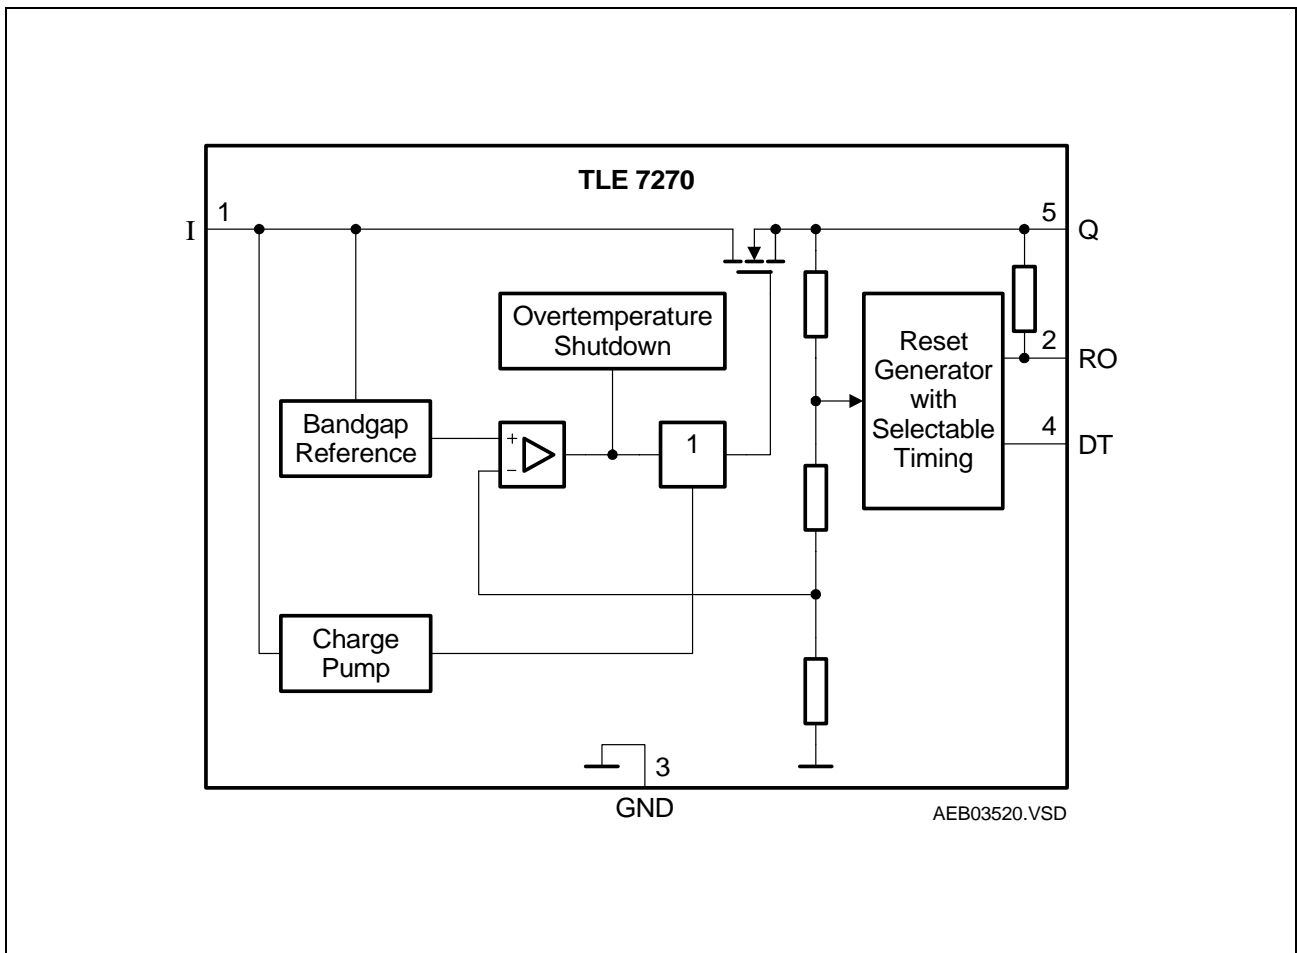 TLE 7270
I
1
5
Q
Overtemperature
Shutdown
Reset
Generator
with
Selectable
Timing
2
RO
Bandgap
Reference
+
−
1
4
DT
Charge
Pump
3
GND
AEB03520.VSD